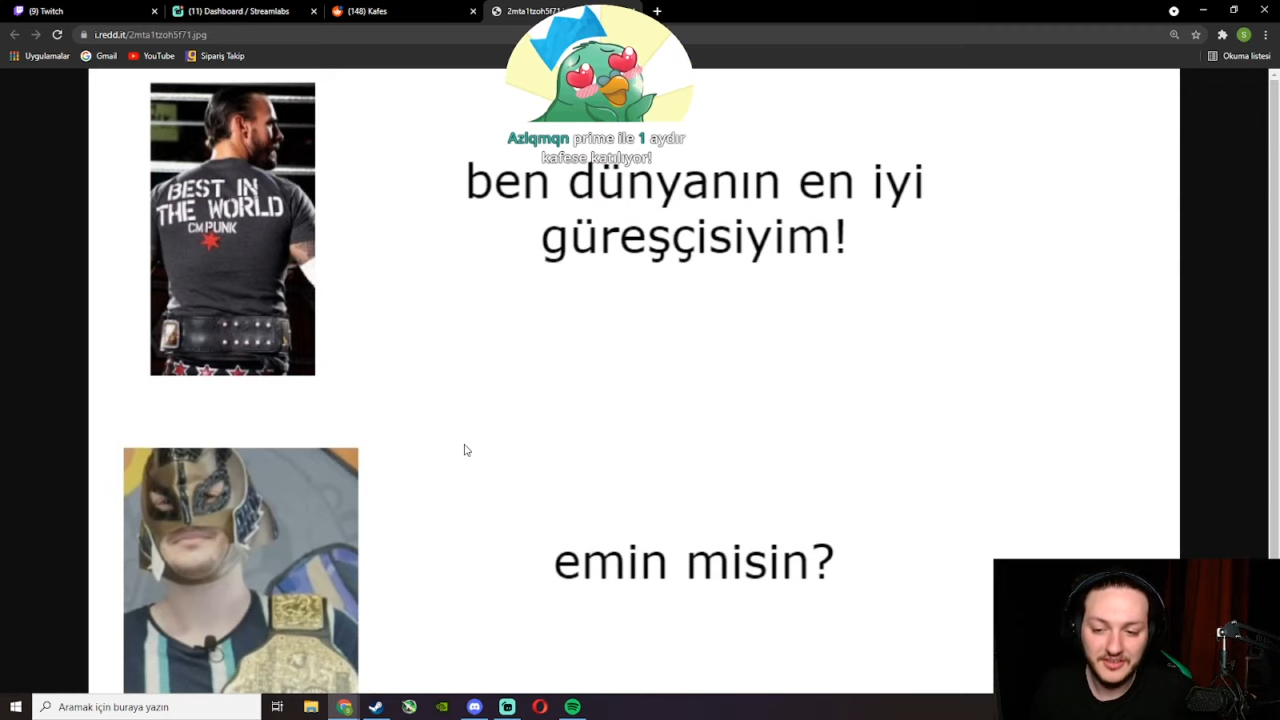 (9) Twitch
(11) Dashboard / Streamlabs
(148) Kafes
2mta1tzoh5f71.jpg
i.redd.it/2mta1tzoh5f71.jpg
S
Uygulamalar
Gmail
YouTube
Sipariş Takip
Okuma listesi
Azlqmqn prime ile 1 aydır
kafese katılıyor!
BEST IN
THE WORLD
CM PUNK
ben dünyanın en iyi
güreşçisiyim!
emin misin?
Aramak için buraya yazın